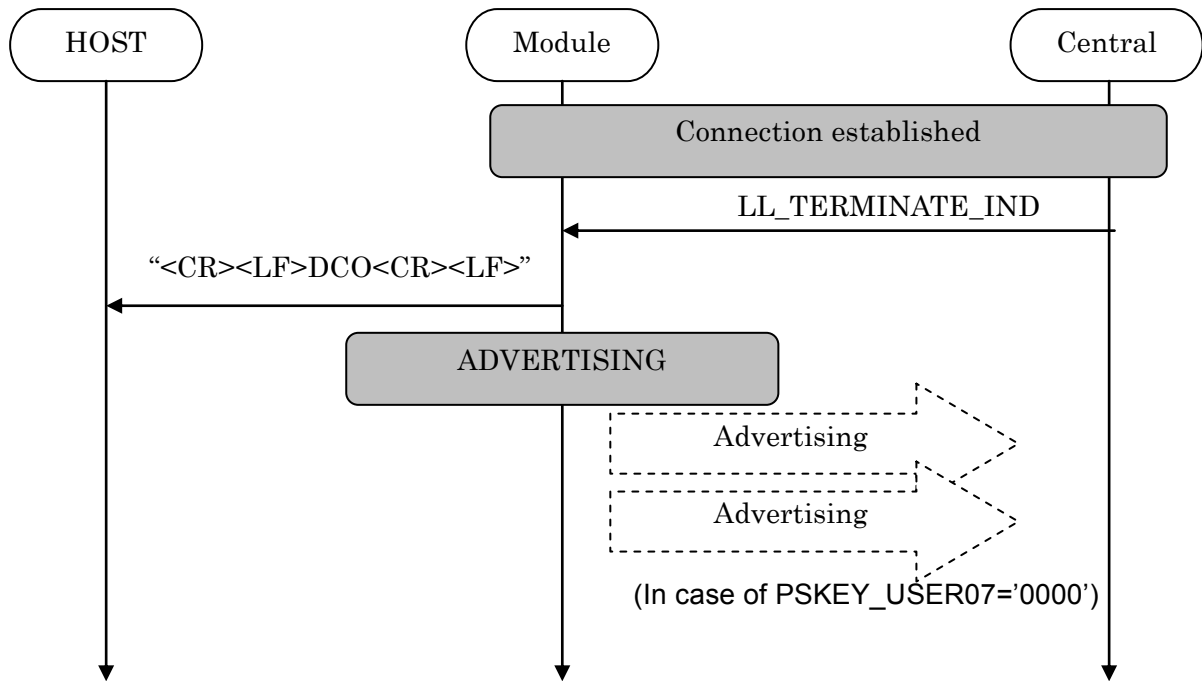 HOST
Module
Central
Connection established
LL_TERMINATE_IND
“<CR><LF>DCO<CR><LF>”
ADVERTISING
Advertising
Advertising
(In case of PSKEY_USER07='0000')